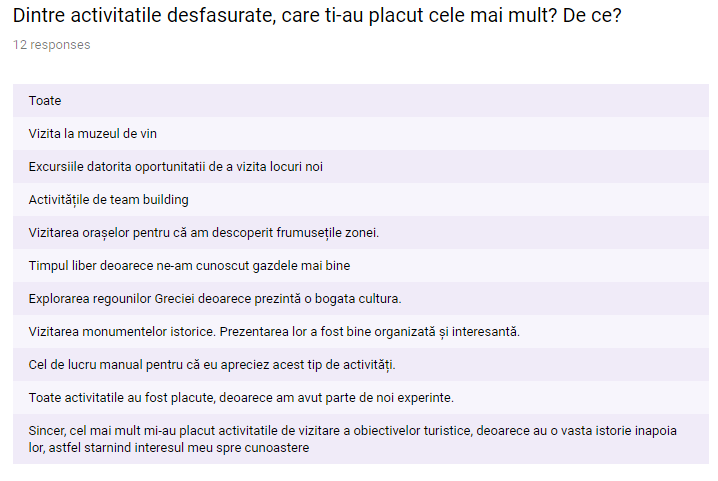 Dintre activitatile desfasurate, care ti-au placut cele mai mult? De ce?
12 responses
Toate
Vizita la muzeul de vin
Excursiile datorita oportunitatii de a vizita locuri noi
Activitățile de team building
Vizitarea orașelor pentru că am descoperit frumusețile zonei.
Timpul liber deoarece ne-am cunoscut gazdele mai bine
Explorarea regounilor Greciei deoarece prezintă o bogata cultura.
Vizitarea monumentelor istorice. Prezentarea lor a fost bine organizată și interesantă.
Cel de lucru manual pentru că eu apreciez acest tip de activități.
Toate activitatile au fost placute, deoarece am avut parte de noi experinte.
Sincer, cel mai mult mi-au placut activitatile de vizitare a obiectivelor turistice, deoarece au o vasta istorie inapoia
lor, astfel starnind interesul meu spre cunoastere